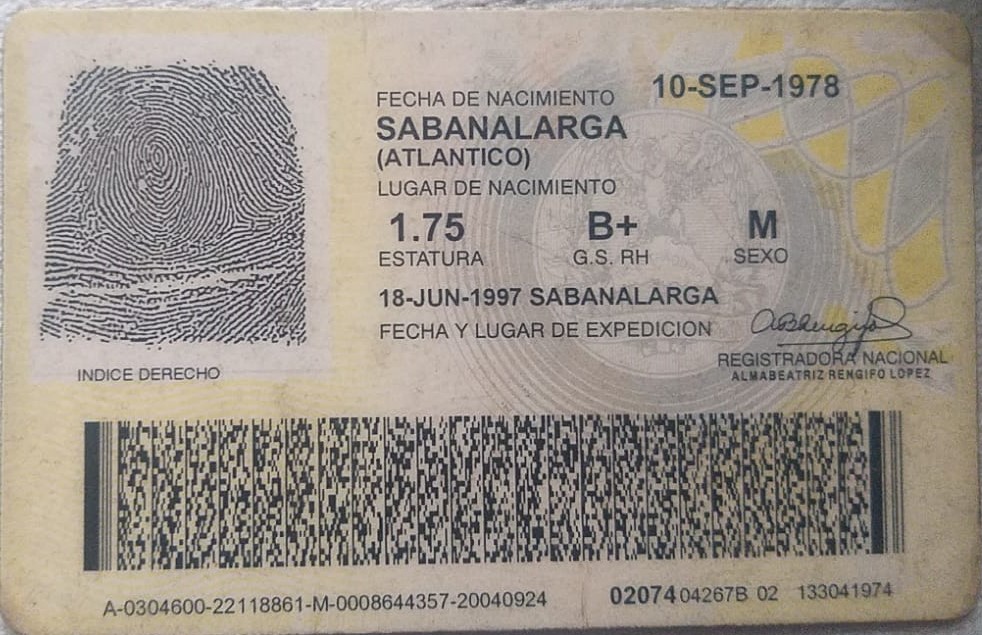 FECHA DE NACIMIENTO 10-SEP-1978
SABANALARGA
(ATLANTICO)
LUGAR DE NACIMIENTO
1.75 B+ M
ESTATURA G.S. RH SEXO
18-JUN-1997 SABANALARGA
FECHA Y LUGAR DE EXPEDICION
REGISTRADORA NACIONAL
ALMABEATRIZ RENGIFO LOPEZ
INDICE DERECHO
A-0304600-22118861-M-0008644357-20040924 02074 04267B 02 133041974